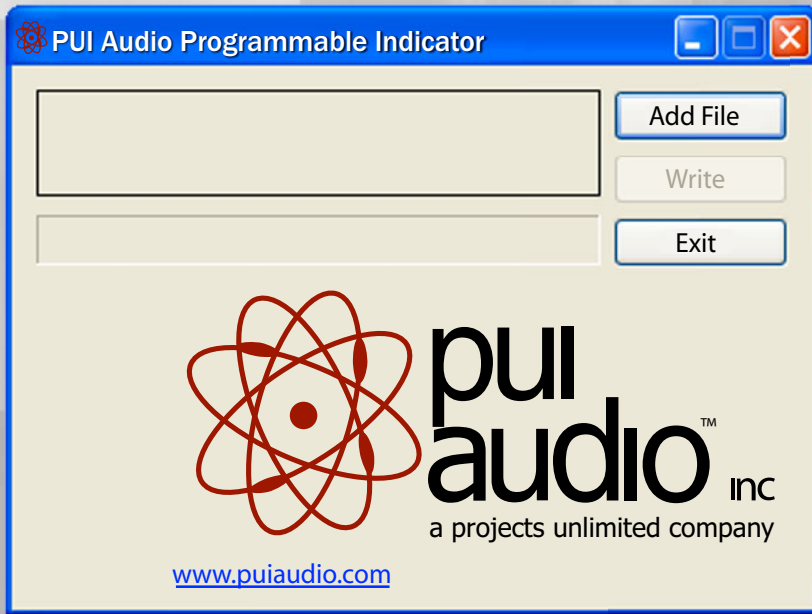 PUI Audio Programmable Indicator
Add File
Write
Exit
pui
audio™ inc
a projects unlimited company
www.puiaudio.com